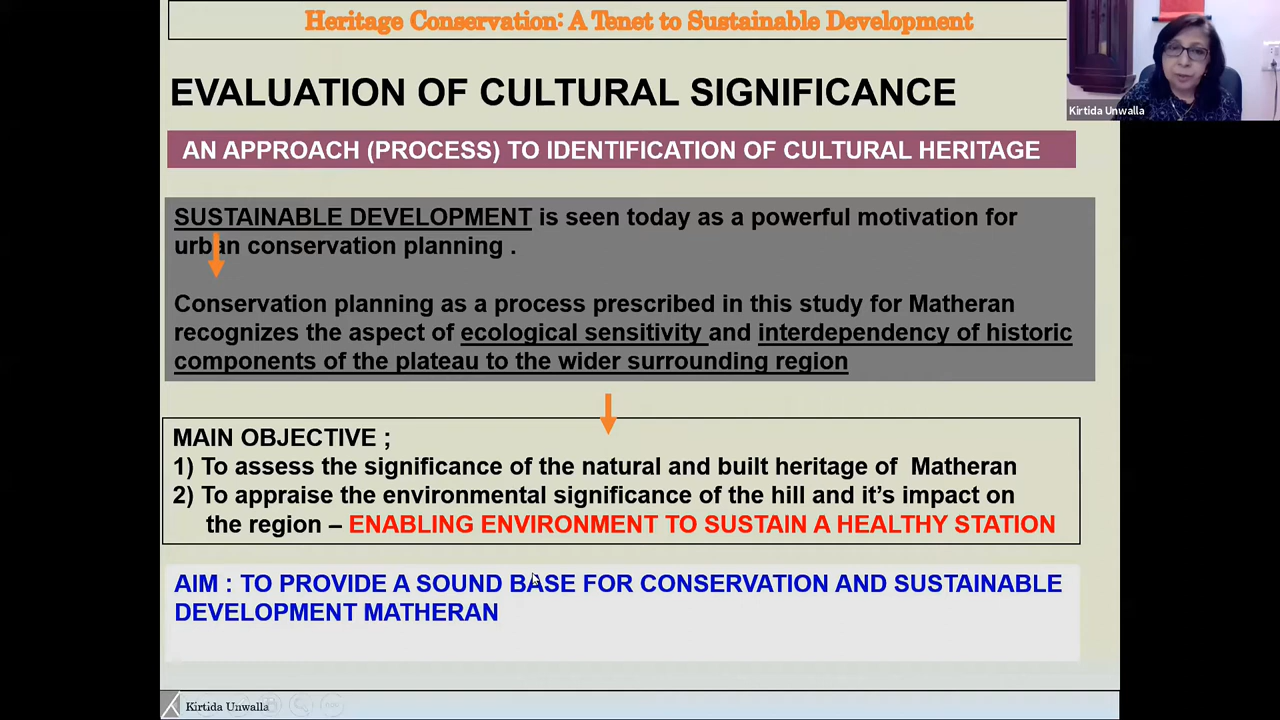 Heritage Conservation: A Tenet to Sustainable Development
Kirtida Unwalla
EVALUATION OF CULTURAL SIGNIFICANCE
AN APPROACH (PROCESS) TO IDENTIFICATION OF CULTURAL HERITAGE
SUSTAINABLE DEVELOPMENT is seen today as a powerful motivation for
urban conservation planning .
Conservation planning as a process prescribed in this study for Matheran
recognizes the aspect of ecological sensitivity and interdependency of historic
components of the plateau to the wider surrounding region
MAIN OBJECTIVE ;
1) To assess the significance of the natural and built heritage of Matheran
2) To appraise the environmental significance of the hill and it's impact on
the region – ENABLING ENVIRONMENT TO SUSTAIN A HEALTHY STATION
AIM : TO PROVIDE A SOUND BASE FOR CONSERVATION AND SUSTAINABLE
DEVELOPMENT MATHERAN
Kirtida Unwalla